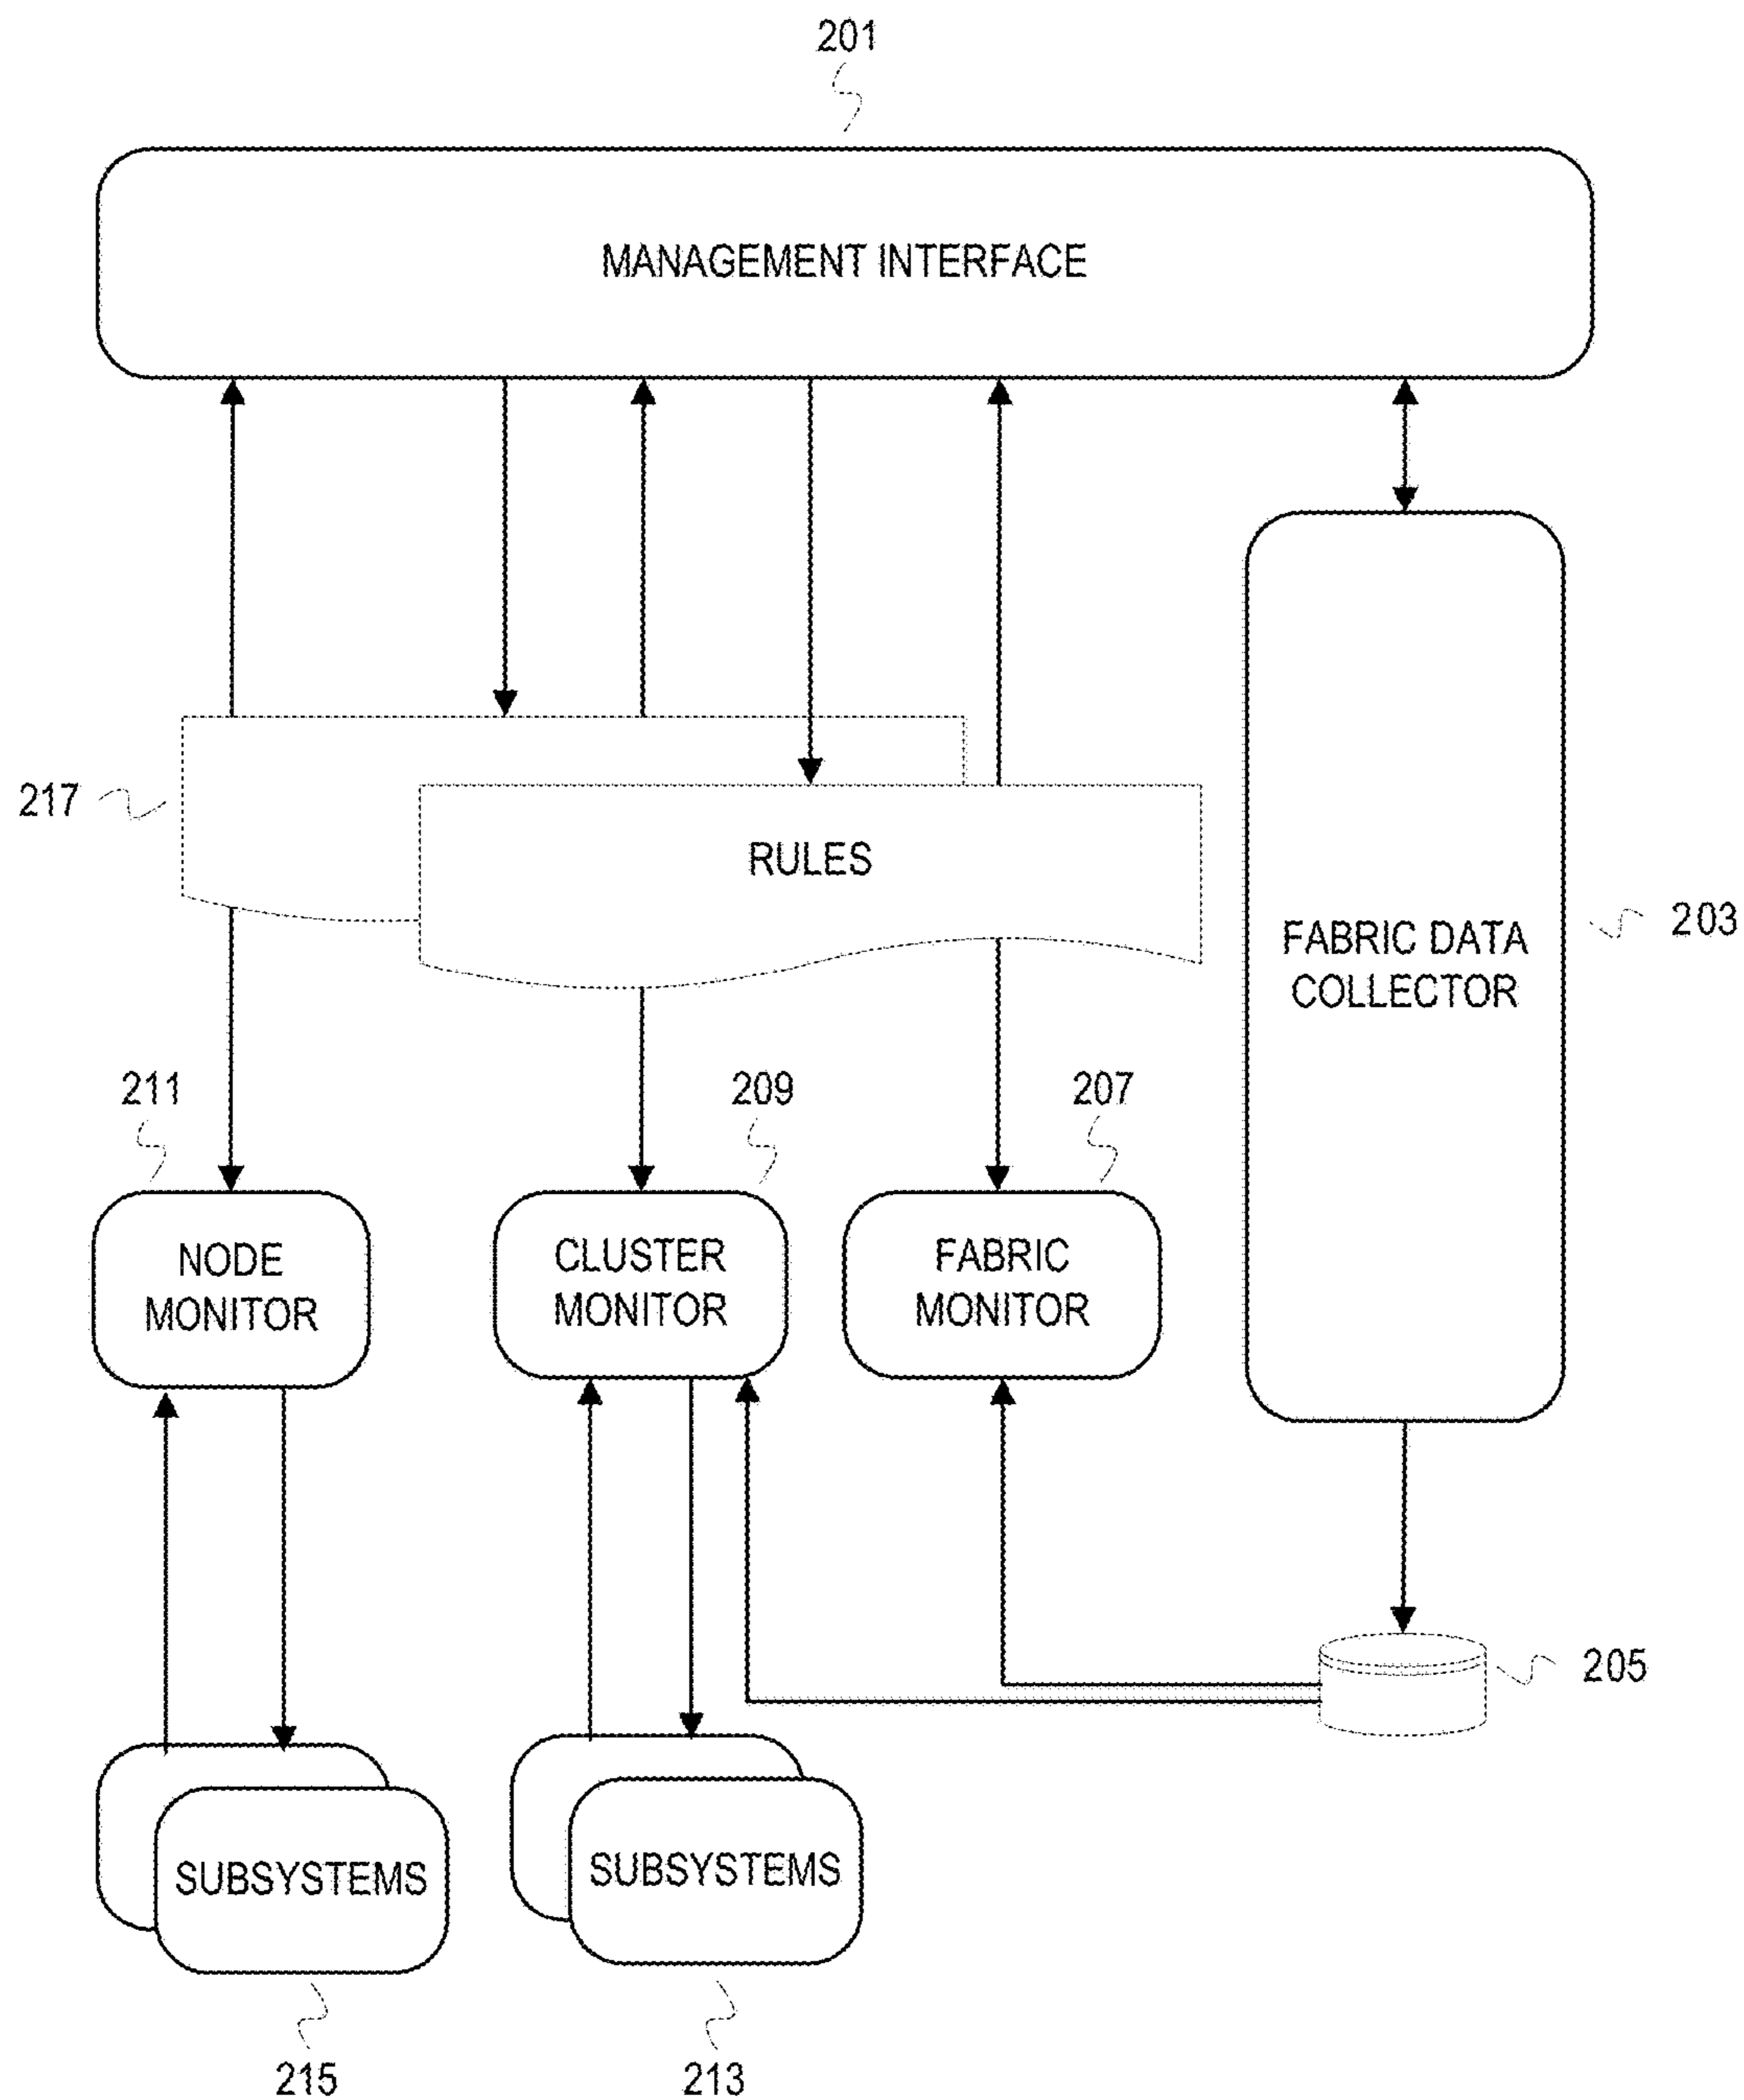 201
MANAGEMENT INTERFACE
217
RULES
FABRIC DATA
COLLECTOR
203
211
209
207
NODE
MONITOR
CLUSTER
MONITOR
FABRIC
MONITOR
205
SUBSYSTEMS
SUBSYSTEMS
215
213